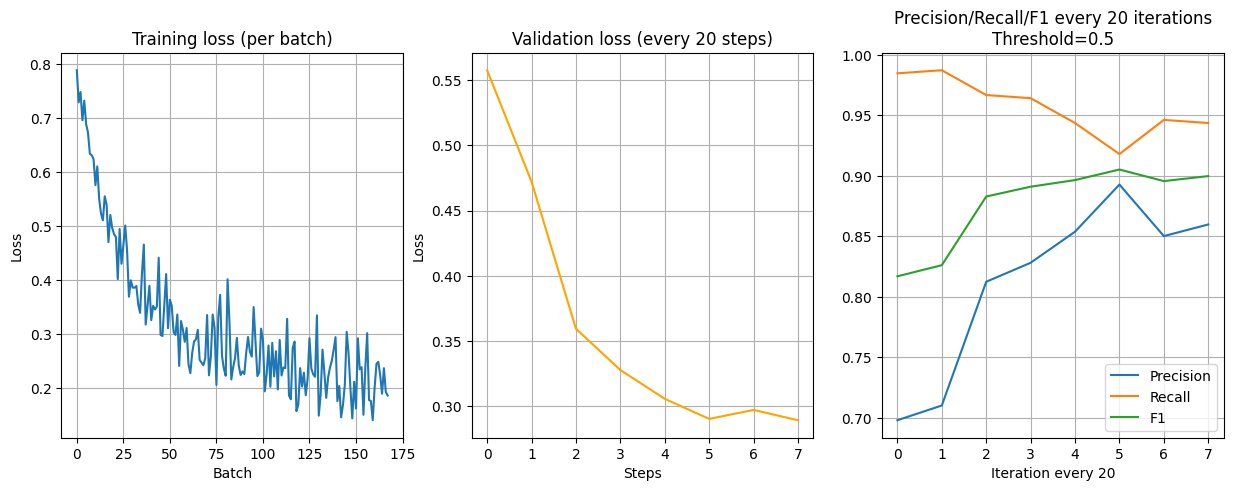 Training loss (per batch)
Loss
0.8
0.7
0.6
0.5
0.4
0.3
0.2
0 25 50 75 100 125 150 175
Batch
Validation loss (every 20 steps)
Loss
0.55
0.50
0.45
0.40
0.35
0.30
0 1 2 3 4 5 6 7
Steps
Precision/Recall/F1 every 20 iterations
Threshold=0.5
1.00
0.95
0.90
0.85
0.80
0.75
0.70
Precision
Recall
F1
0 1 2 3 4 5 6 7
Iteration every 20